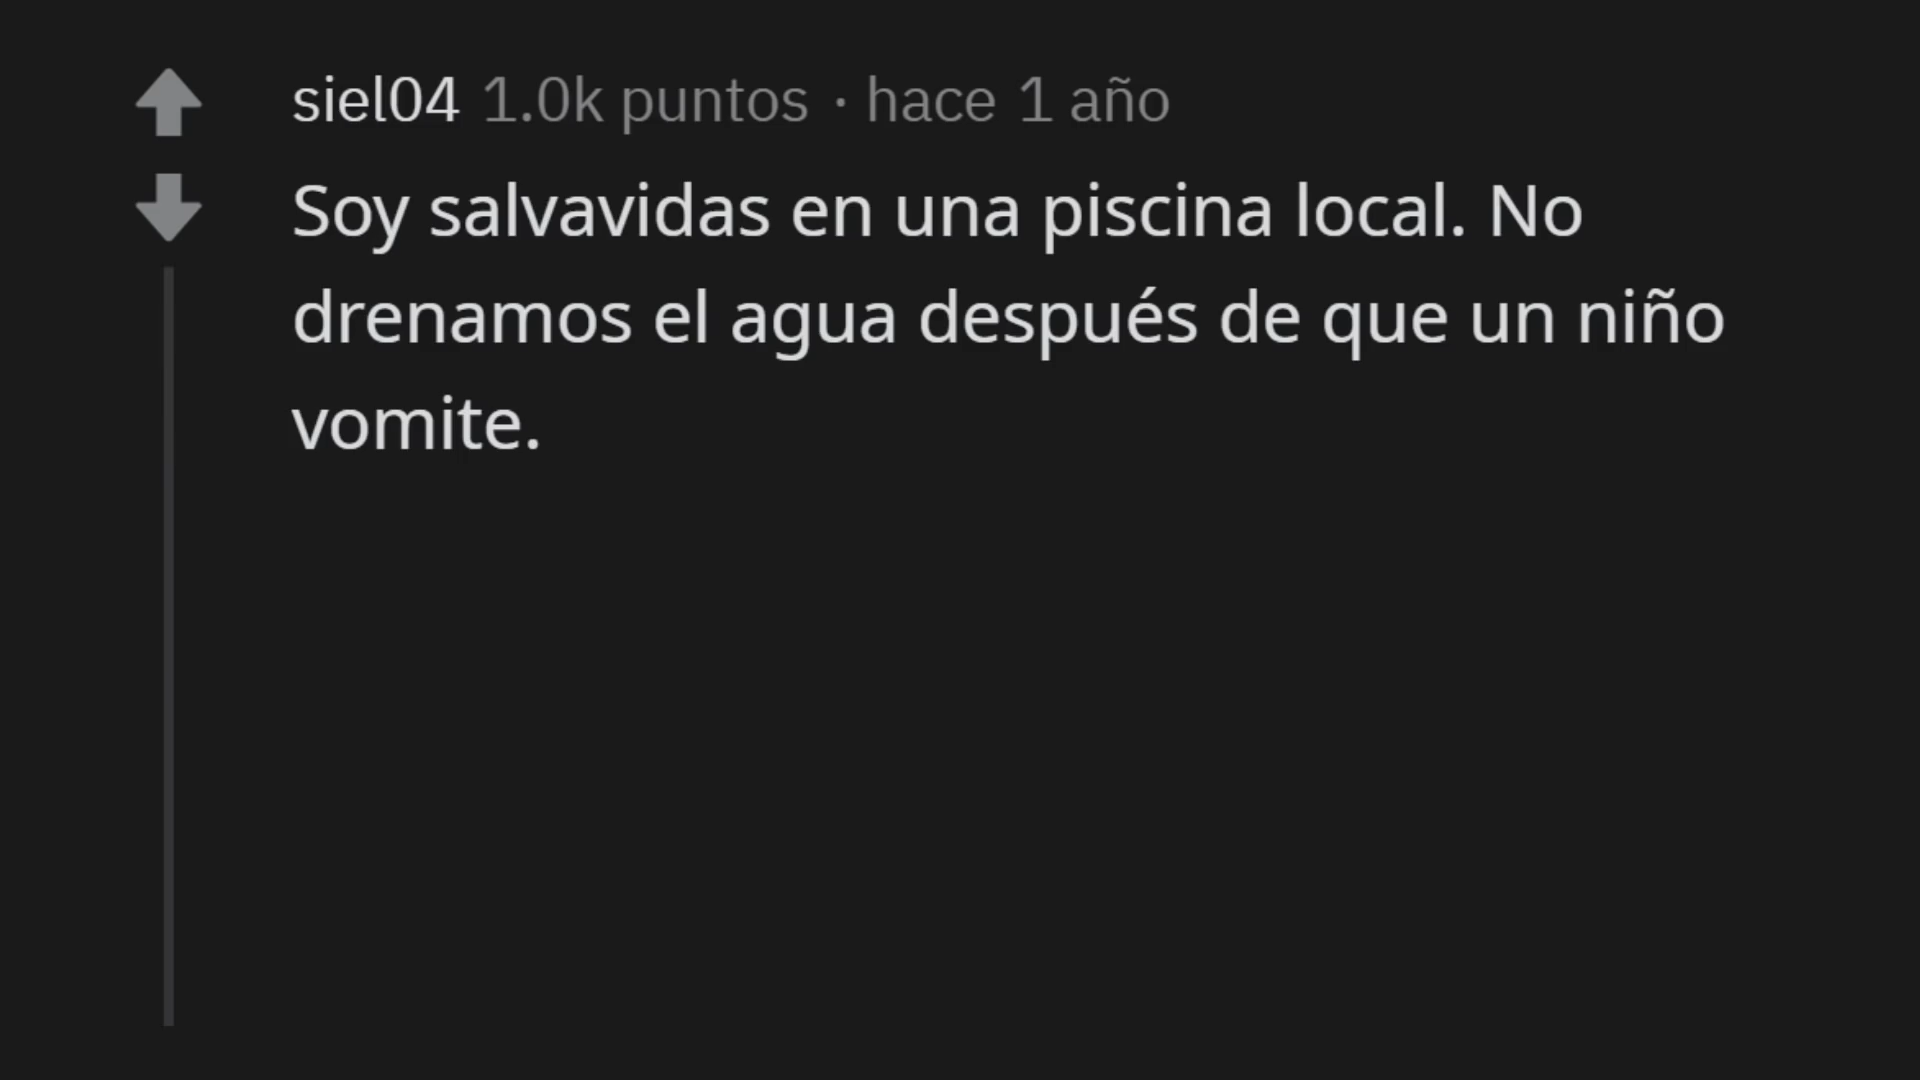 siel04 1.0k puntos · hace 1 año
Soy salvavidas en una piscina local. No
drenamos el agua después de que un niño
vomite.